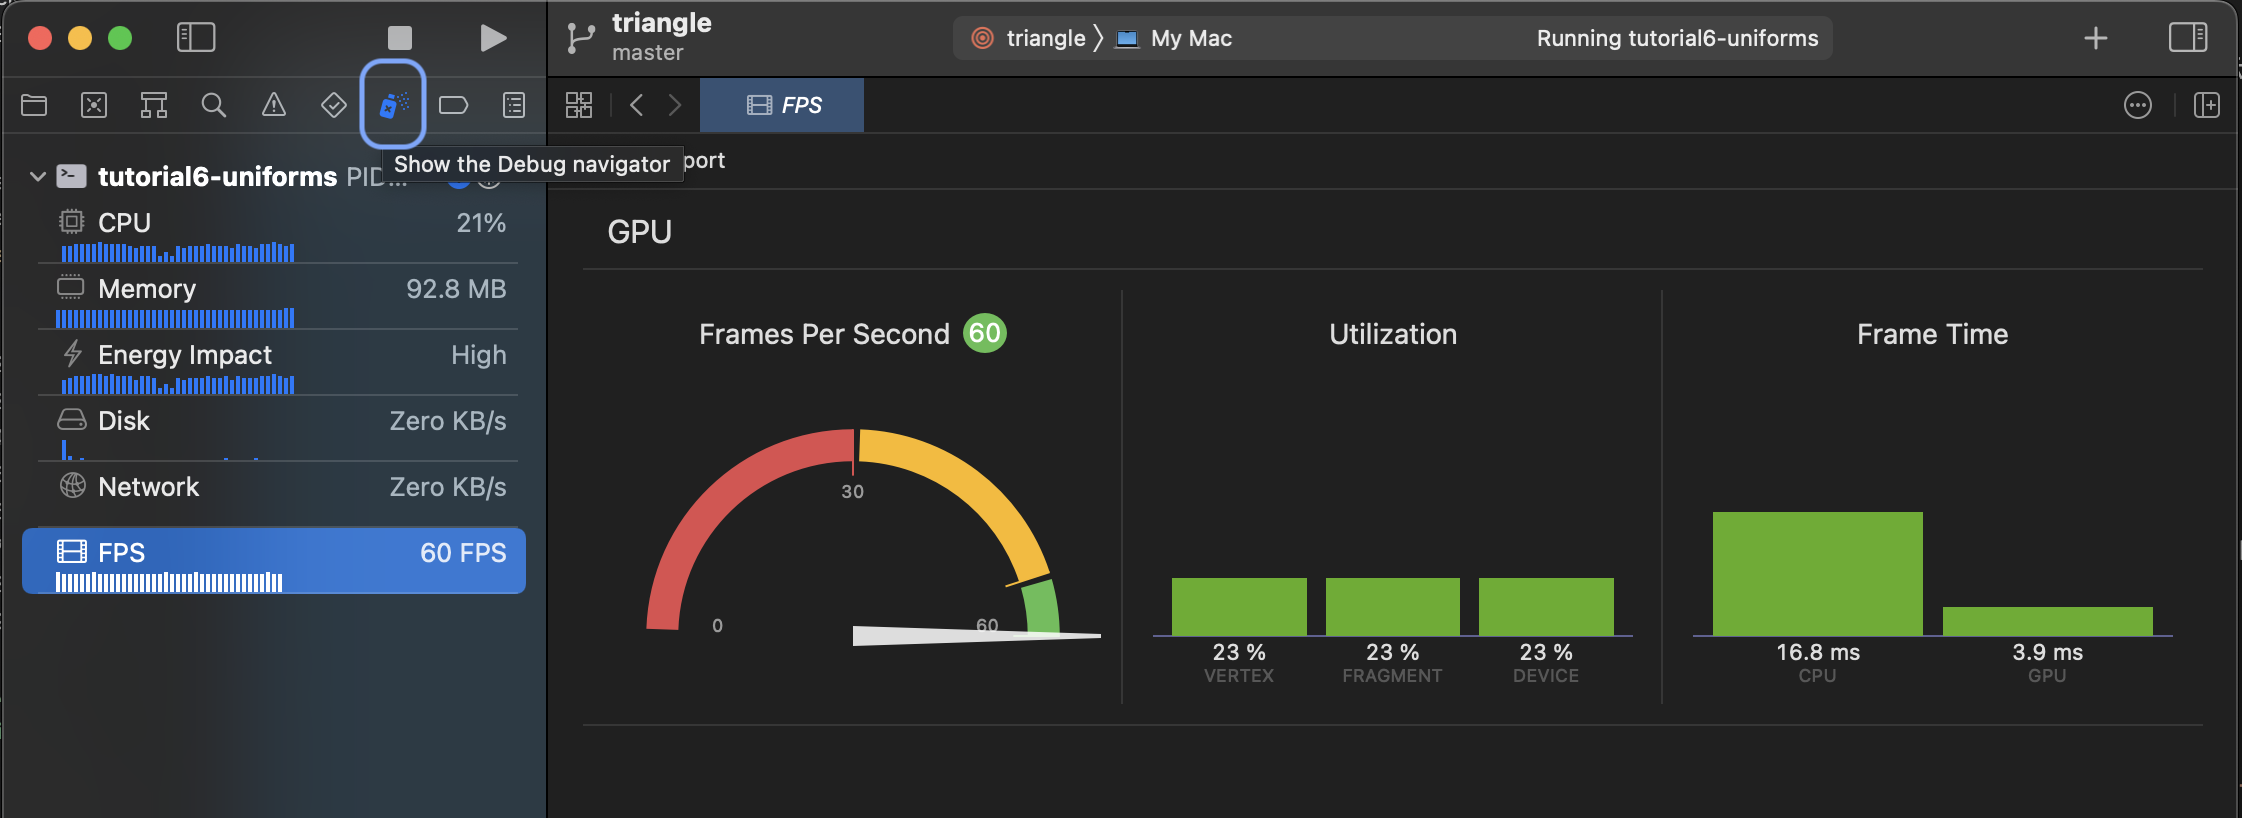 triangle
master
triangle 〉 My Mac
Running tutorial6-uniforms
FPS
Show the Debug navigator
port
tutorial6-uniforms PID...
CPU 21%
Memory 92.8 MB
Energy Impact High
Disk Zero KB/s
Network Zero KB/s
FPS 60 FPS
GPU
Frames Per Second 60
0
30
60
Utilization
23 % 23 % 23 %
VERTEX FRAGMENT DEVICE
Frame Time
16.8 ms 3.9 ms
CPU GPU